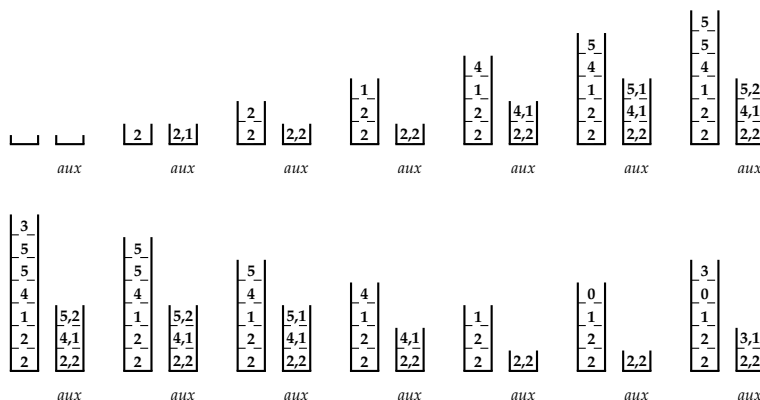 5
5 5
4 4 4
1 1 1 5,1 1 5,2
2 2 2 4,1 2 4,1 2 4,1
2 2,1 2 2,2 2 2,2 2 2,2 2 2,2 2 2,2
aux aux aux aux aux aux aux
3
5 5
5 5 5 3
4 4 4 4 0 0
1 5,2 1 5,2 1 5,1 1 1 1 1
2 4,1 2 4,1 2 4,1 2 4,1 2 2 2 3,1
2 2,2 2 2,2 2 2,2 2 2,2 2 2,2 2 2,2 2 2,2
aux aux aux aux aux aux aux